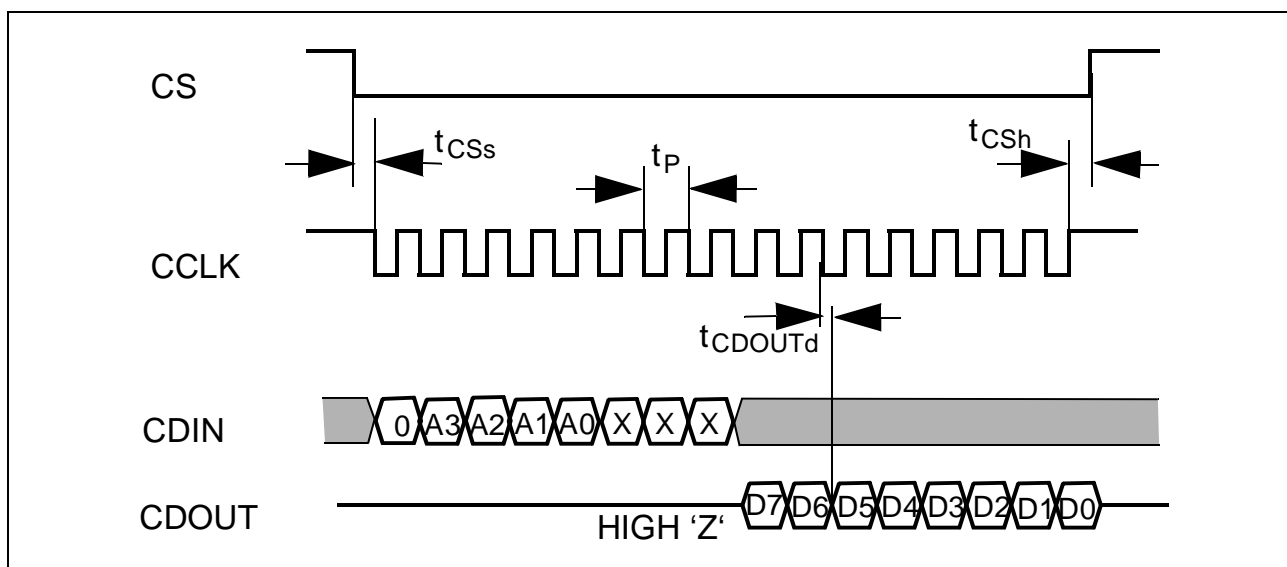 CS
tCSs
tP
tCSh
CCLK
tCDOUTd
CDIN
0 A3 A2 A1 A0 X X X
CDOUT
HIGH ‘Z‘
D7 D6 D5 D4 D3 D2 D1 D0